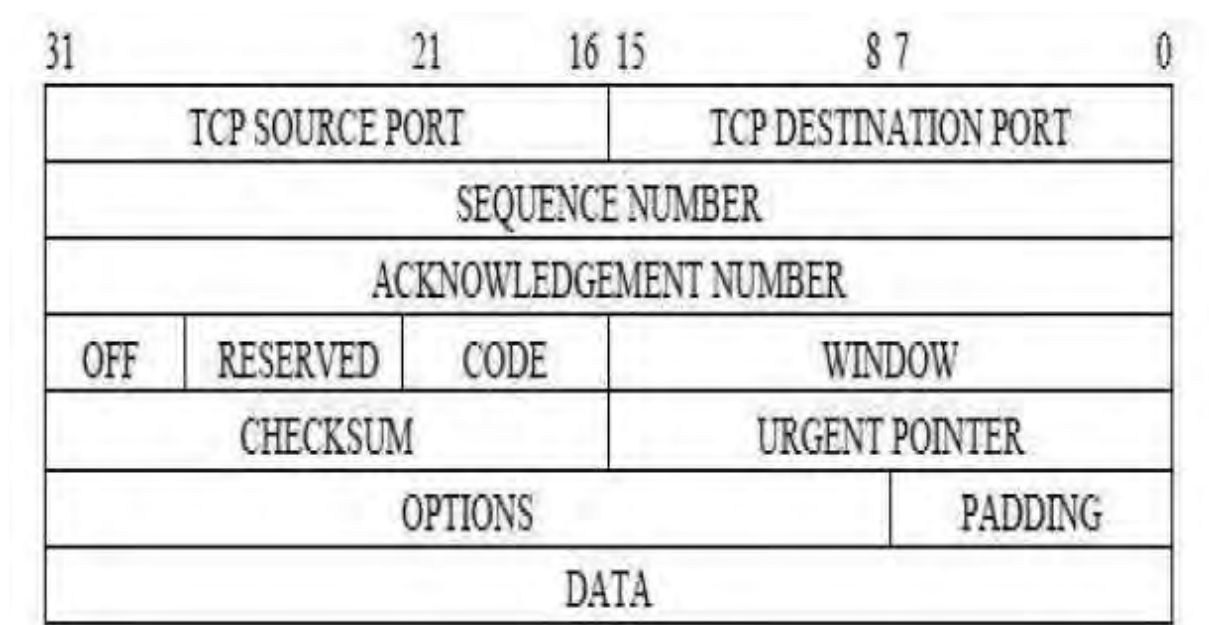 31 21 16 15 8 7 0
TCP SOURCE PORT TCP DESTINATION PORT
SEQUENCE NUMBER
ACKNOWLEDGEMENT NUMBER
OFF RESERVED CODE WINDOW
CHECKSUM URGENT POINTER
OPTIONS PADDING
DATA